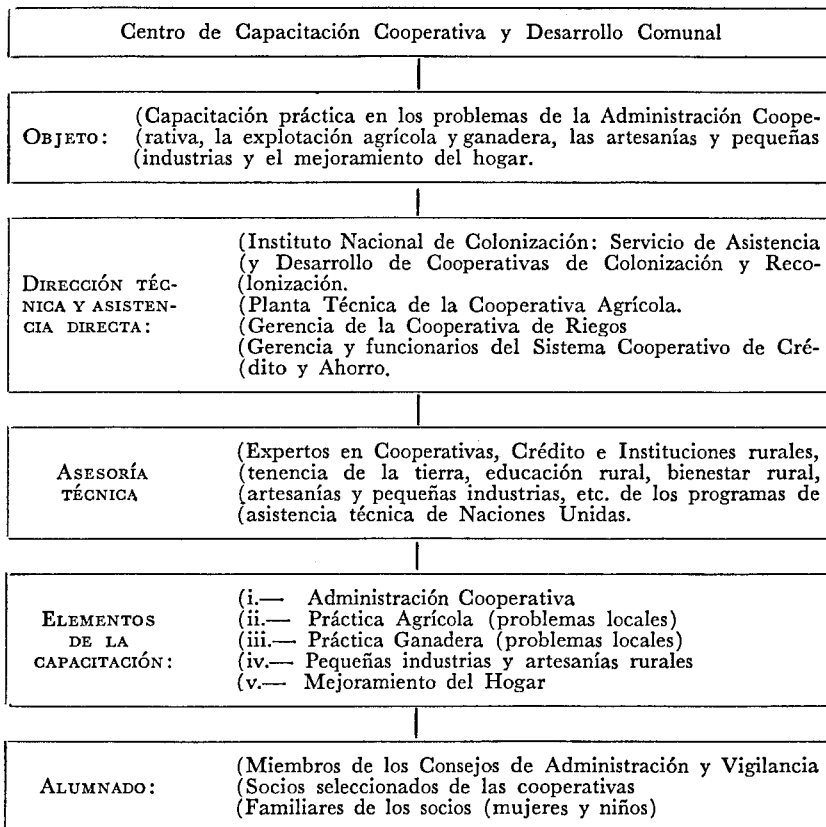 Centro de Capacitación Cooperativa y Desarrollo Comunal
(Capacitación práctica en los problemas de la Administración Coope-
OBJETO: (rativa, la explotación agrícola y ganadera, las artesanías y pequeñas
(industrias y el mejoramiento del hogar.
(Instituto Nacional de Colonización: Servicio de Asistencia
(y Desarrollo de Cooperativas de Colonización y Reco-
DIRECCIÓN TÉC- (lonización.
NICA Y ASISTEN- (Planta Técnica de la Cooperativa Agrícola.
CIA DIRECTA: (Gerencia de la Cooperativa de Riegos
(Gerencia y funcionarios del Sistema Cooperativo de Cré-
(dito y Ahorro.
(Expertos en Cooperativas, Crédito e Instituciones rurales,
ASESORÍA (tenencia de la tierra, educación rural, bienestar rural,
TÉCNICA (artesanías y pequeñas industrias, etc. de los programas de
(asistencia técnica de Naciones Unidas.
(i.— Administración Cooperativa
ELEMENTOS (ii.— Práctica Agrícola (problemas locales)
DE LA (iii.— Práctica Ganadera (problemas locales)
CAPACITACIÓN: (iv.— Pequeñas industrias y artesanías rurales
(v.— Mejoramiento del Hogar
(Miembros de los Consejos de Administración y Vigilancia
ALUMNADO: (Socios seleccionados de las cooperativas
(Familiares de los socios (mujeres y niños)